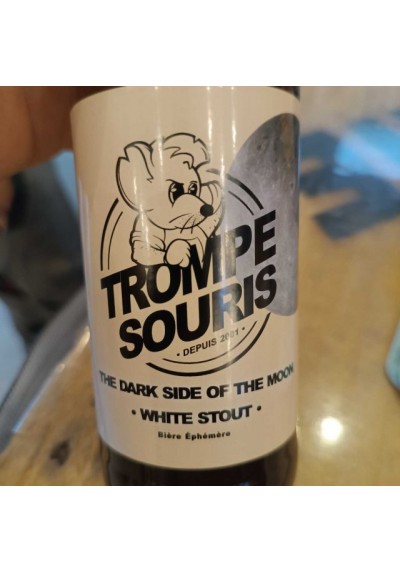 TROMPE
SOURIS
• DEPUIS 2001 •
THE DARK SIDE OF THE MOON
• WHITE STOUT •
Bière Éphémère